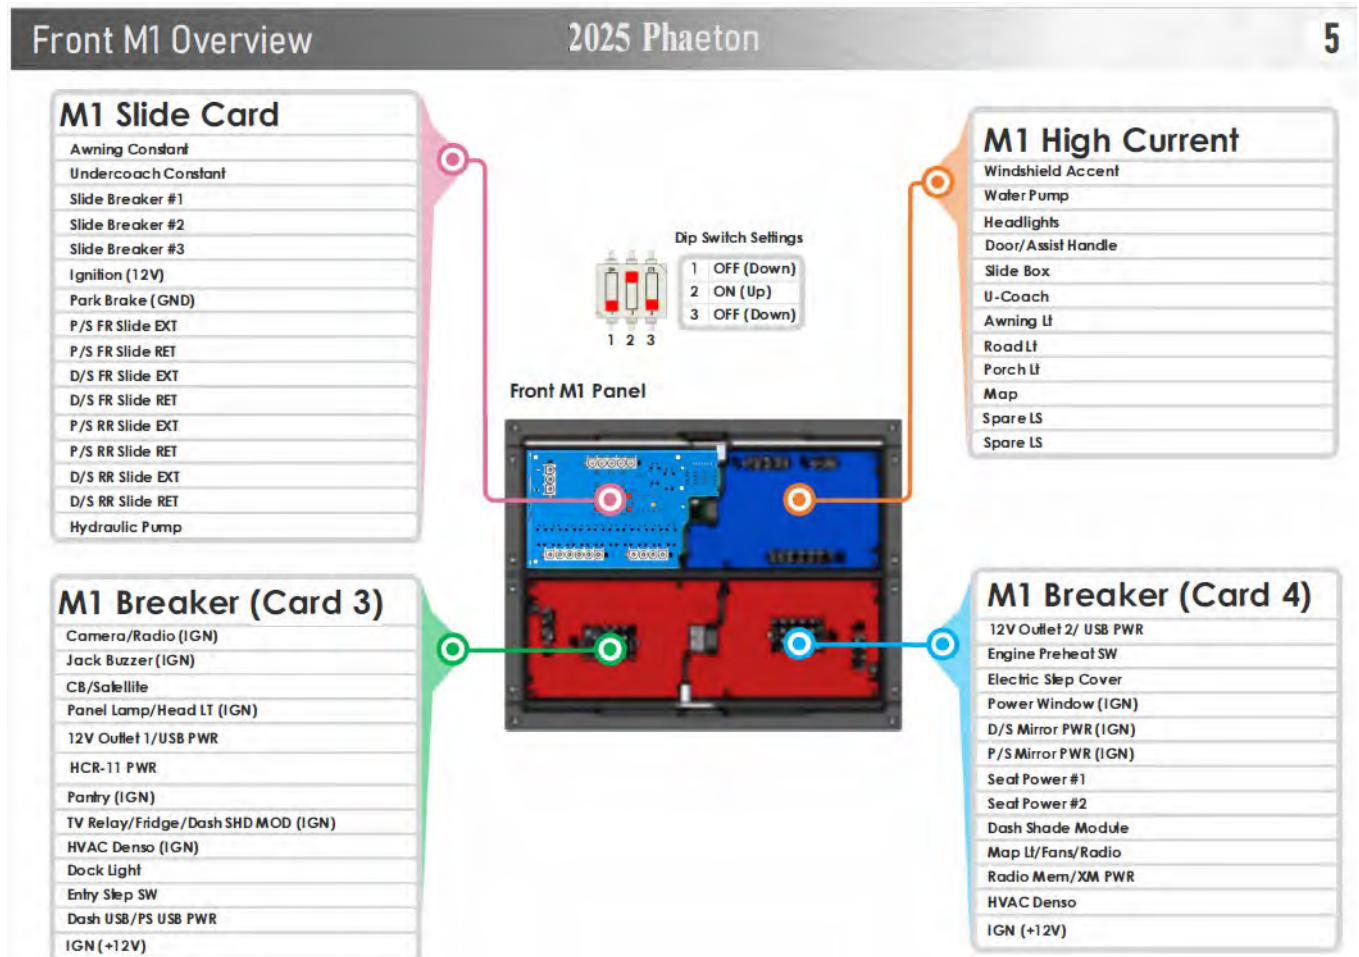 Front M1 Overview
2025 Phaeton
5
M1 Slide Card
Awning Constant
Undercoach Constant
Slide Breaker #1
Slide Breaker #2
Slide Breaker #3
Ignition (12V)
Park Brake (GND)
P/S FR Slide EXT
P/S FR Slide RET
D/S FR Slide EXT
D/S FR Slide RET
P/S RR Slide EXT
P/S RR Slide RET
D/S RR Slide EXT
D/S RR Slide RET
Hydraulic Pump
Dip Switch Settings
1 OFF (Down)
2 ON (Up)
3 OFF (Down)
1 2 3
Front M1 Panel
M1 High Current
Windshield Accent
Water Pump
Headlights
Door/Assist Handle
Slide Box
U-Coach
Awning Lt
Road Lt
Porch Lt
Map
Spare LS
Spare LS
M1 Breaker (Card 3)
Camera/Radio (IGN)
Jack Buzzer (IGN)
CB/Satellite
Panel Lamp/Head LT (IGN)
12V Outlet 1/USB PWR
HCR-11 PWR
Pantry (IGN)
TV Relay/Fridge/Dash SHD MOD (IGN)
HVAC Denso (IGN)
Dock Light
Entry Step SW
Dash USB/PS USB PWR
IGN (+12V)
M1 Breaker (Card 4)
12V Outlet 2/ USB PWR
Engine Preheat SW
Electric Step Cover
Power Window (IGN)
D/S Mirror PWR (IGN)
P/S Mirror PWR (IGN)
Seat Power #1
Seat Power #2
Dash Shade Module
Map Lt/Fans/Radio
Radio Mem/XM PWR
HVAC Denso
IGN (+12V)